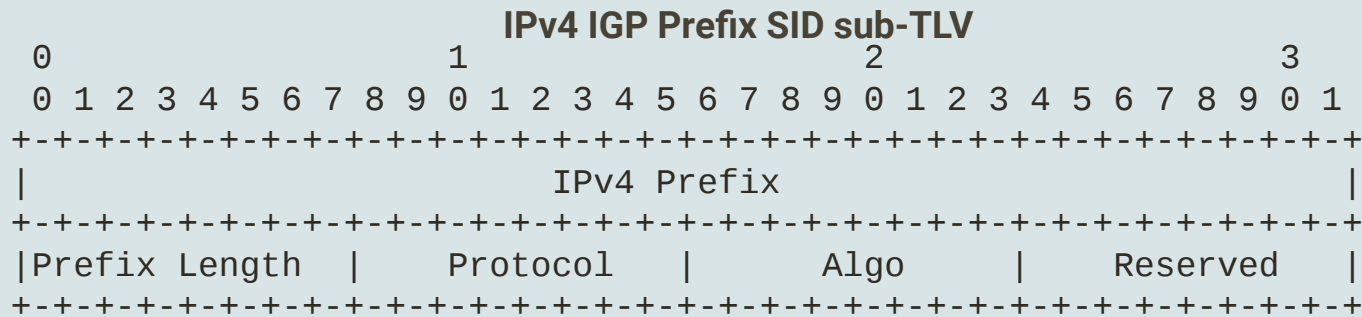 IPv4 IGP Prefix SID sub-TLV
0                   1                   2                   3
0 1 2 3 4 5 6 7 8 9 0 1 2 3 4 5 6 7 8 9 0 1 2 3 4 5 6 7 8 9 0 1
+-+-+-+-+-+-+-+-+-+-+-+-+-+-+-+-+-+-+-+-+-+-+-+-+-+-+-+-+-+-+-+-+
|                         IPv4 Prefix                           |
+-+-+-+-+-+-+-+-+-+-+-+-+-+-+-+-+-+-+-+-+-+-+-+-+-+-+-+-+-+-+-+-+
|Prefix Length  |    Protocol   |      Algo     |    Reserved   |
+-+-+-+-+-+-+-+-+-+-+-+-+-+-+-+-+-+-+-+-+-+-+-+-+-+-+-+-+-+-+-+-+